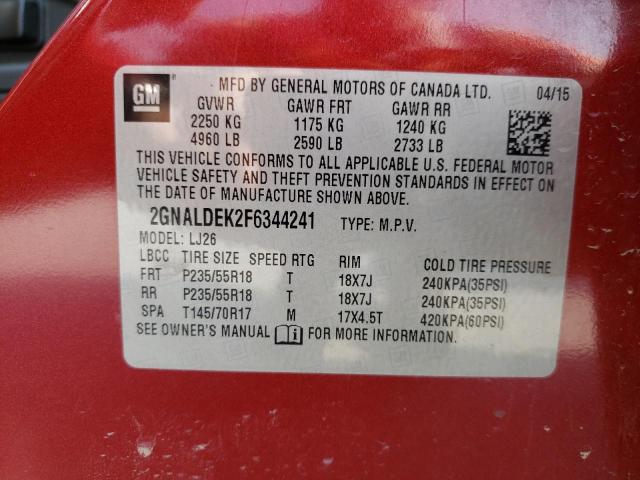 GM
MFD BY GENERAL MOTORS OF CANADA LTD. 04/15
GVWR GAWR FRT GAWR RR
2250 KG 1175 KG 1240 KG
4960 LB 2590 LB 2733 LB
THIS VEHICLE CONFORMS TO ALL APPLICABLE U.S. FEDERAL MOTOR
VEHICLE SAFETY AND THEFT PREVENTION STANDARDS IN EFFECT ON
THE DATE OF MANUFACTURE SHOWN ABOVE.
2GNALDEK2F6344241 TYPE: M.P.V.
MODEL: LJ26
LBCC TIRE SIZE SPEED RTG RIM COLD TIRE PRESSURE
FRT P235/55R18 T 18X7J 240KPA(35PSI)
RR P235/55R18 T 18X7J 240KPA(35PSI)
SPA T145/70R17 M 17X4.5T 420KPA(60PSI)
SEE OWNER'S MANUAL FOR MORE INFORMATION.